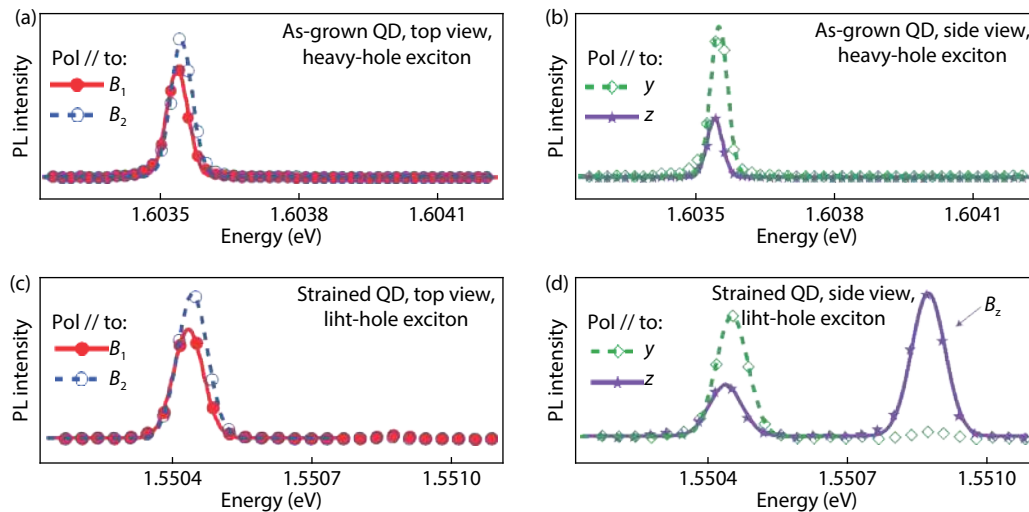 (a)
As-grown QD, top view,
heavy-hole exciton
Pol // to:
B₁
B₂
PL intensity
1.6035
1.6038
1.6041
Energy (eV)
(b)
As-grown QD, side view,
heavy-hole exciton
Pol // to:
y
z
PL intensity
1.6035
1.6038
1.6041
Energy (eV)
(c)
Strained QD, top view,
liht-hole exciton
Pol // to:
B₁
B₂
PL intensity
1.5504
1.5507
1.5510
Energy (eV)
(d)
Strained QD, side view,
liht-hole exciton
B_z
Pol // to:
y
z
PL intensity
1.5504
1.5507
1.5510
Energy (eV)